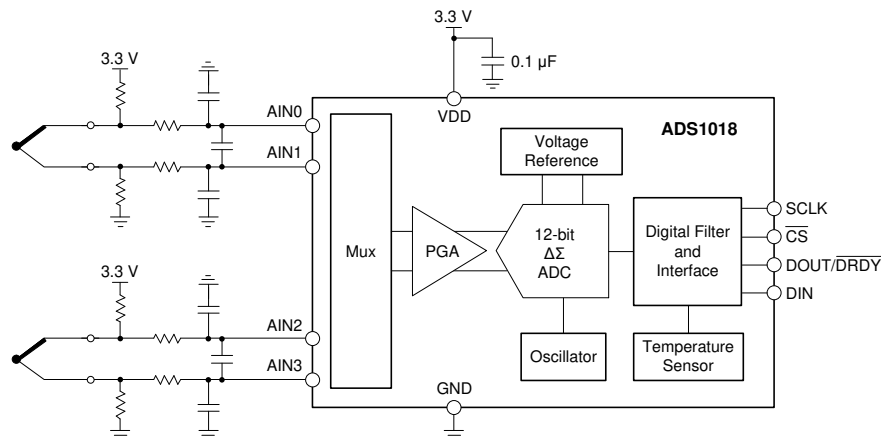 3.3 V
0.1 µF
VDD
3.3 V
AIN0
AIN1
ADS1018
Voltage
Reference
Mux
PGA
12-bit
ΔΣ
ADC
Digital Filter
and
Interface
SCLK
CS
DOUT/DRDY
DIN
3.3 V
AIN2
AIN3
Oscillator
Temperature
Sensor
GND